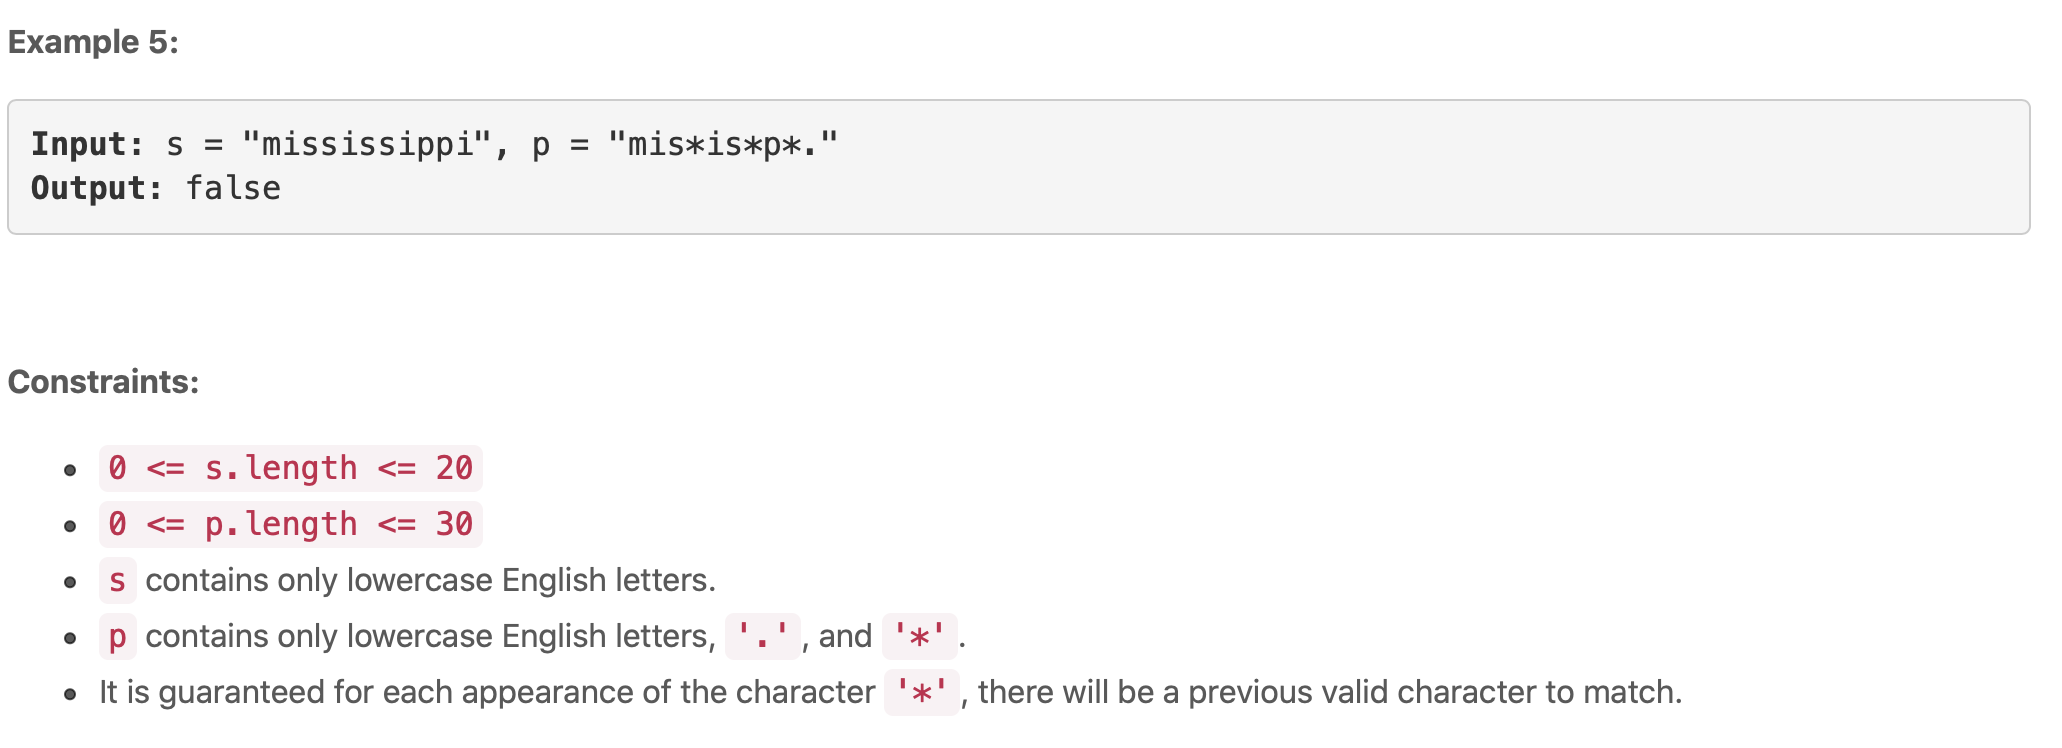 Example 5:
Input: s = "mississippi", p = "mis*is*p*."
Output: false
Constraints:
0 <= s.length <= 20
0 <= p.length <= 30
s contains only lowercase English letters.
p contains only lowercase English letters, '.', and '*'.
It is guaranteed for each appearance of the character '*', there will be a previous valid character to match.